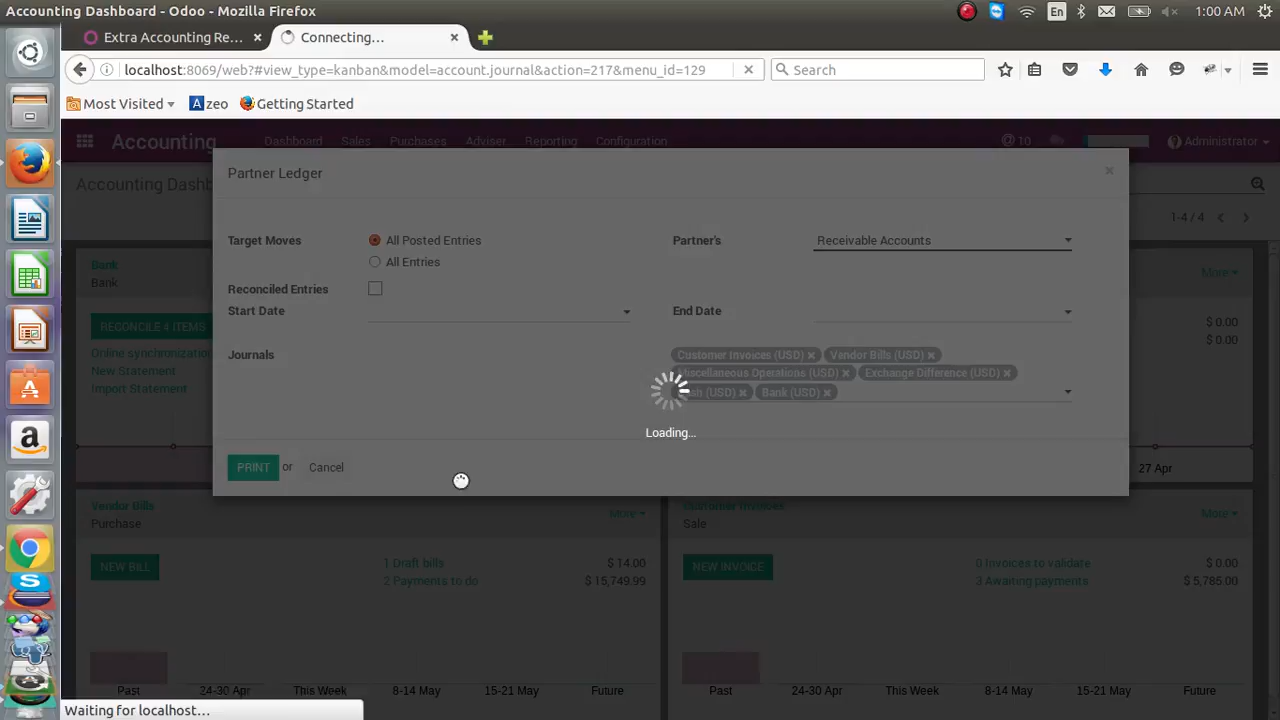 Accounting Dashboard - Odoo - Mozilla Firefox
En
1:00 AM
Extra Accounting Re...
Connecting...
localhost:8069/web?#view_type=kanban&model=account.journal&action=217&menu_id=129
Search
Most Visited
zeo
Getting Started
Accounting
Dashboard
Sales
Purchases
Adviser
Reporting
Configuration
@ 10
Administrator
Accounting Dashb
Partner Ledger
×
1-4 / 4
Target Moves
All Posted Entries
All Entries
Partner's
Receivable Accounts
Reconciled Entries
Start Date
End Date
Journals
Customer Invoices (USD)
Vendor Bills (USD)
Miscellaneous Operations (USD)
Exchange Difference (USD)
sh (USD)
Bank (USD)
Loading...
PRINT or Cancel
Bank
Bank
More
RECONCILE 4 ITEMS
$ 0.00
$ 0.00
Online synchronization
New Statement
Import Statement
27 Apr
Vendor Bills
Purchase
More
NEW BILL
1 Draft bills
$ 14.00
2 Payments to do
$ 15,749.99
Past
24-30 Apr
This Week
8-14 May
15-21 May
Future
Customer Invoices
Sale
More
NEW INVOICE
0 Invoices to validate
$ 0.00
3 Awaiting payments
$ 5,785.00
Past
24-30 Apr
This Week
8-14 May
15-21 May
Future
Waiting for localhost...